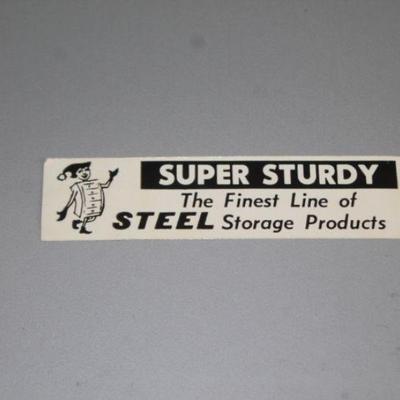 SUPER STURDY
The Finest Line of
STEEL Storage Products